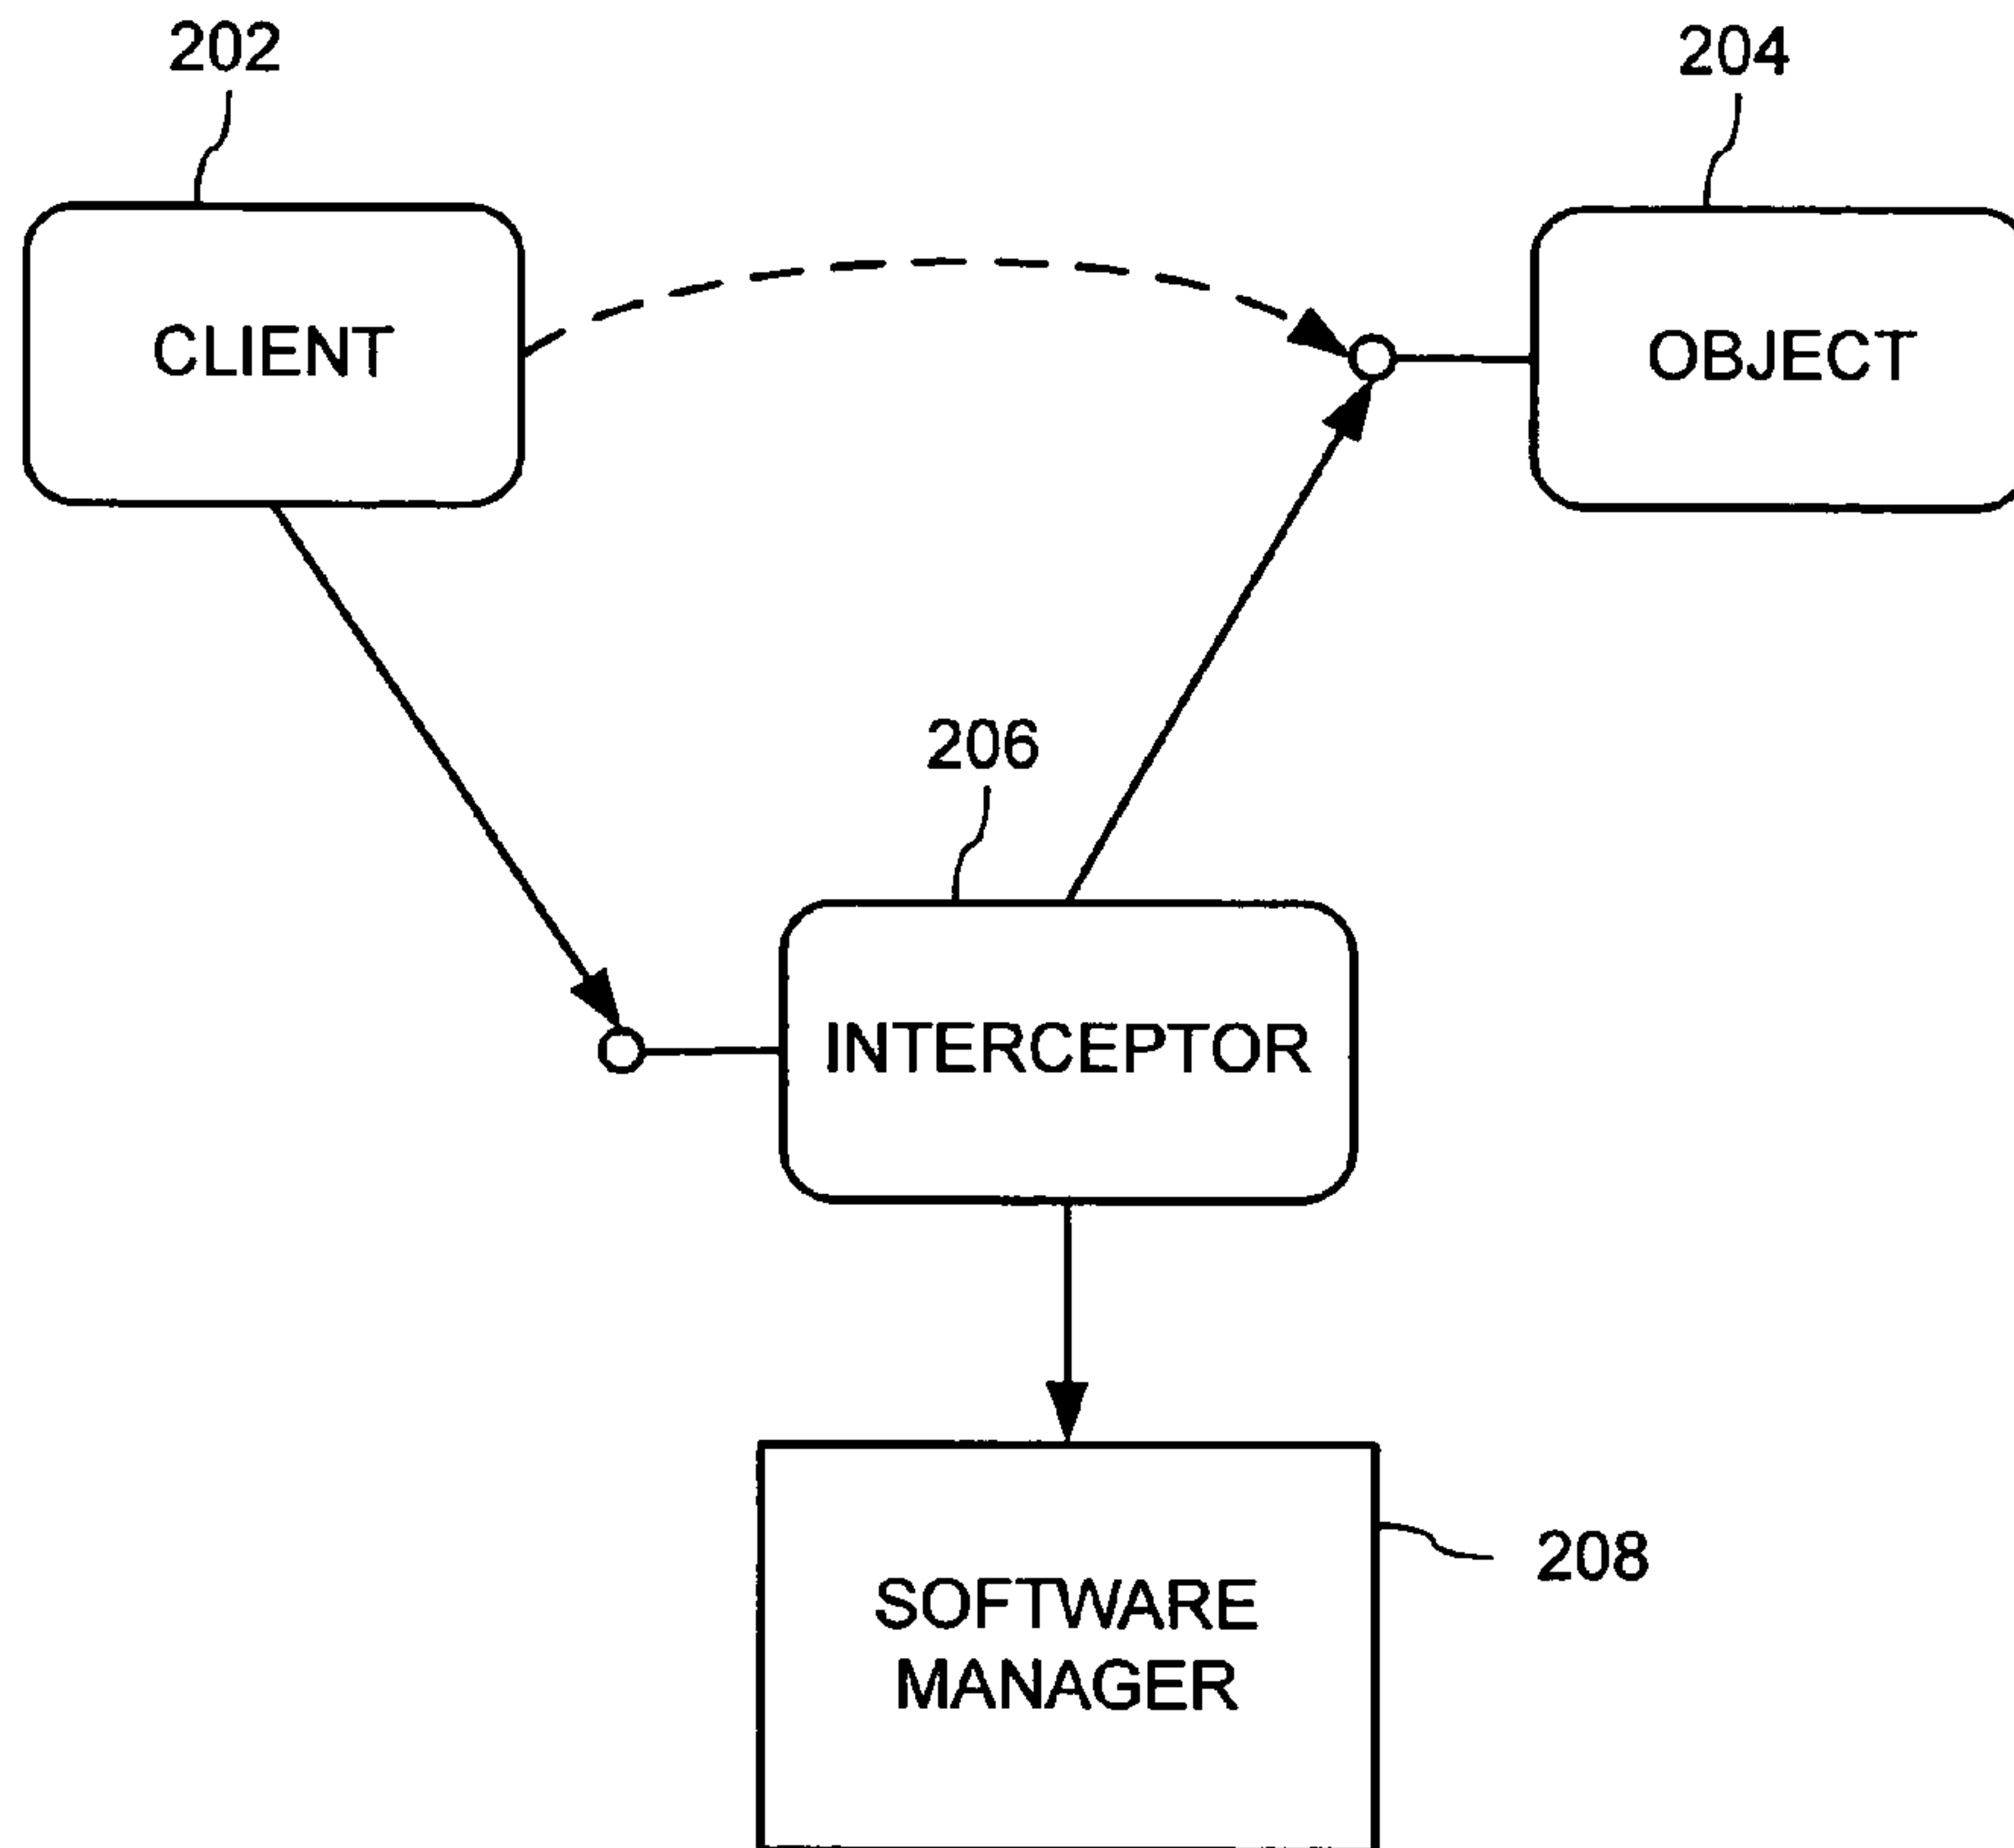 202
204
CLIENT
OBJECT
206
INTERCEPTOR
208
SOFTWARE
MANAGER